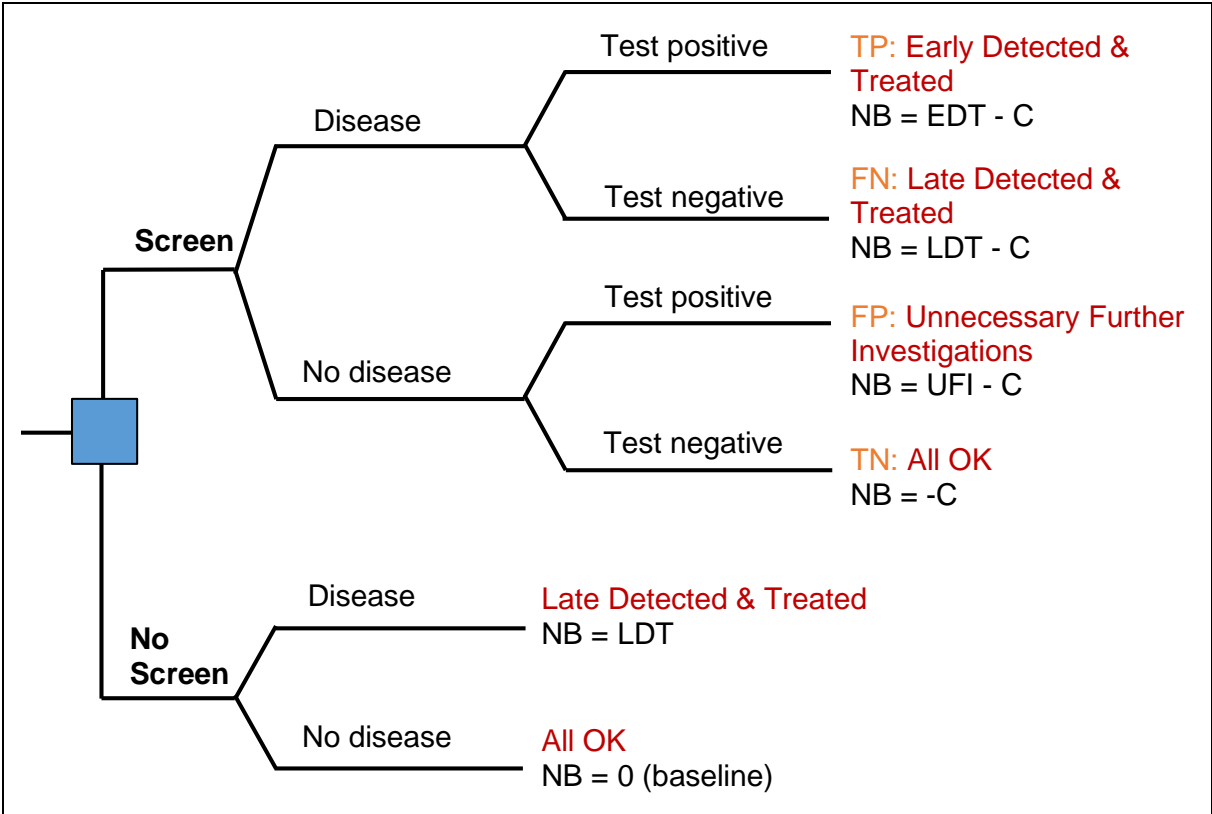 Test positive
TP: Early Detected &
Treated
NB = EDT - C
Disease
Test negative
FN: Late Detected &
Treated
NB = LDT - C
Screen
Test positive
FP: Unnecessary Further
Investigations
NB = UFI - C
No disease
Test negative
TN: All OK
NB = -C
Disease
Late Detected & Treated
NB = LDT
No
Screen
No disease
All OK
NB = 0 (baseline)